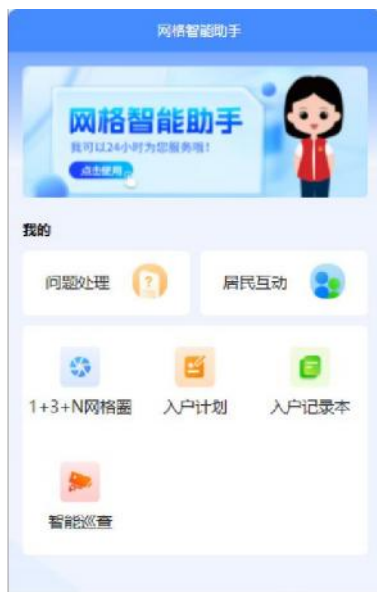 网格智能助手
网格智能助手
我可以24小时为您服务哦!
点击使用
我的
问题处理
居民互动
1+3+N网格圈
入户计划
入户记录本
智能巡查